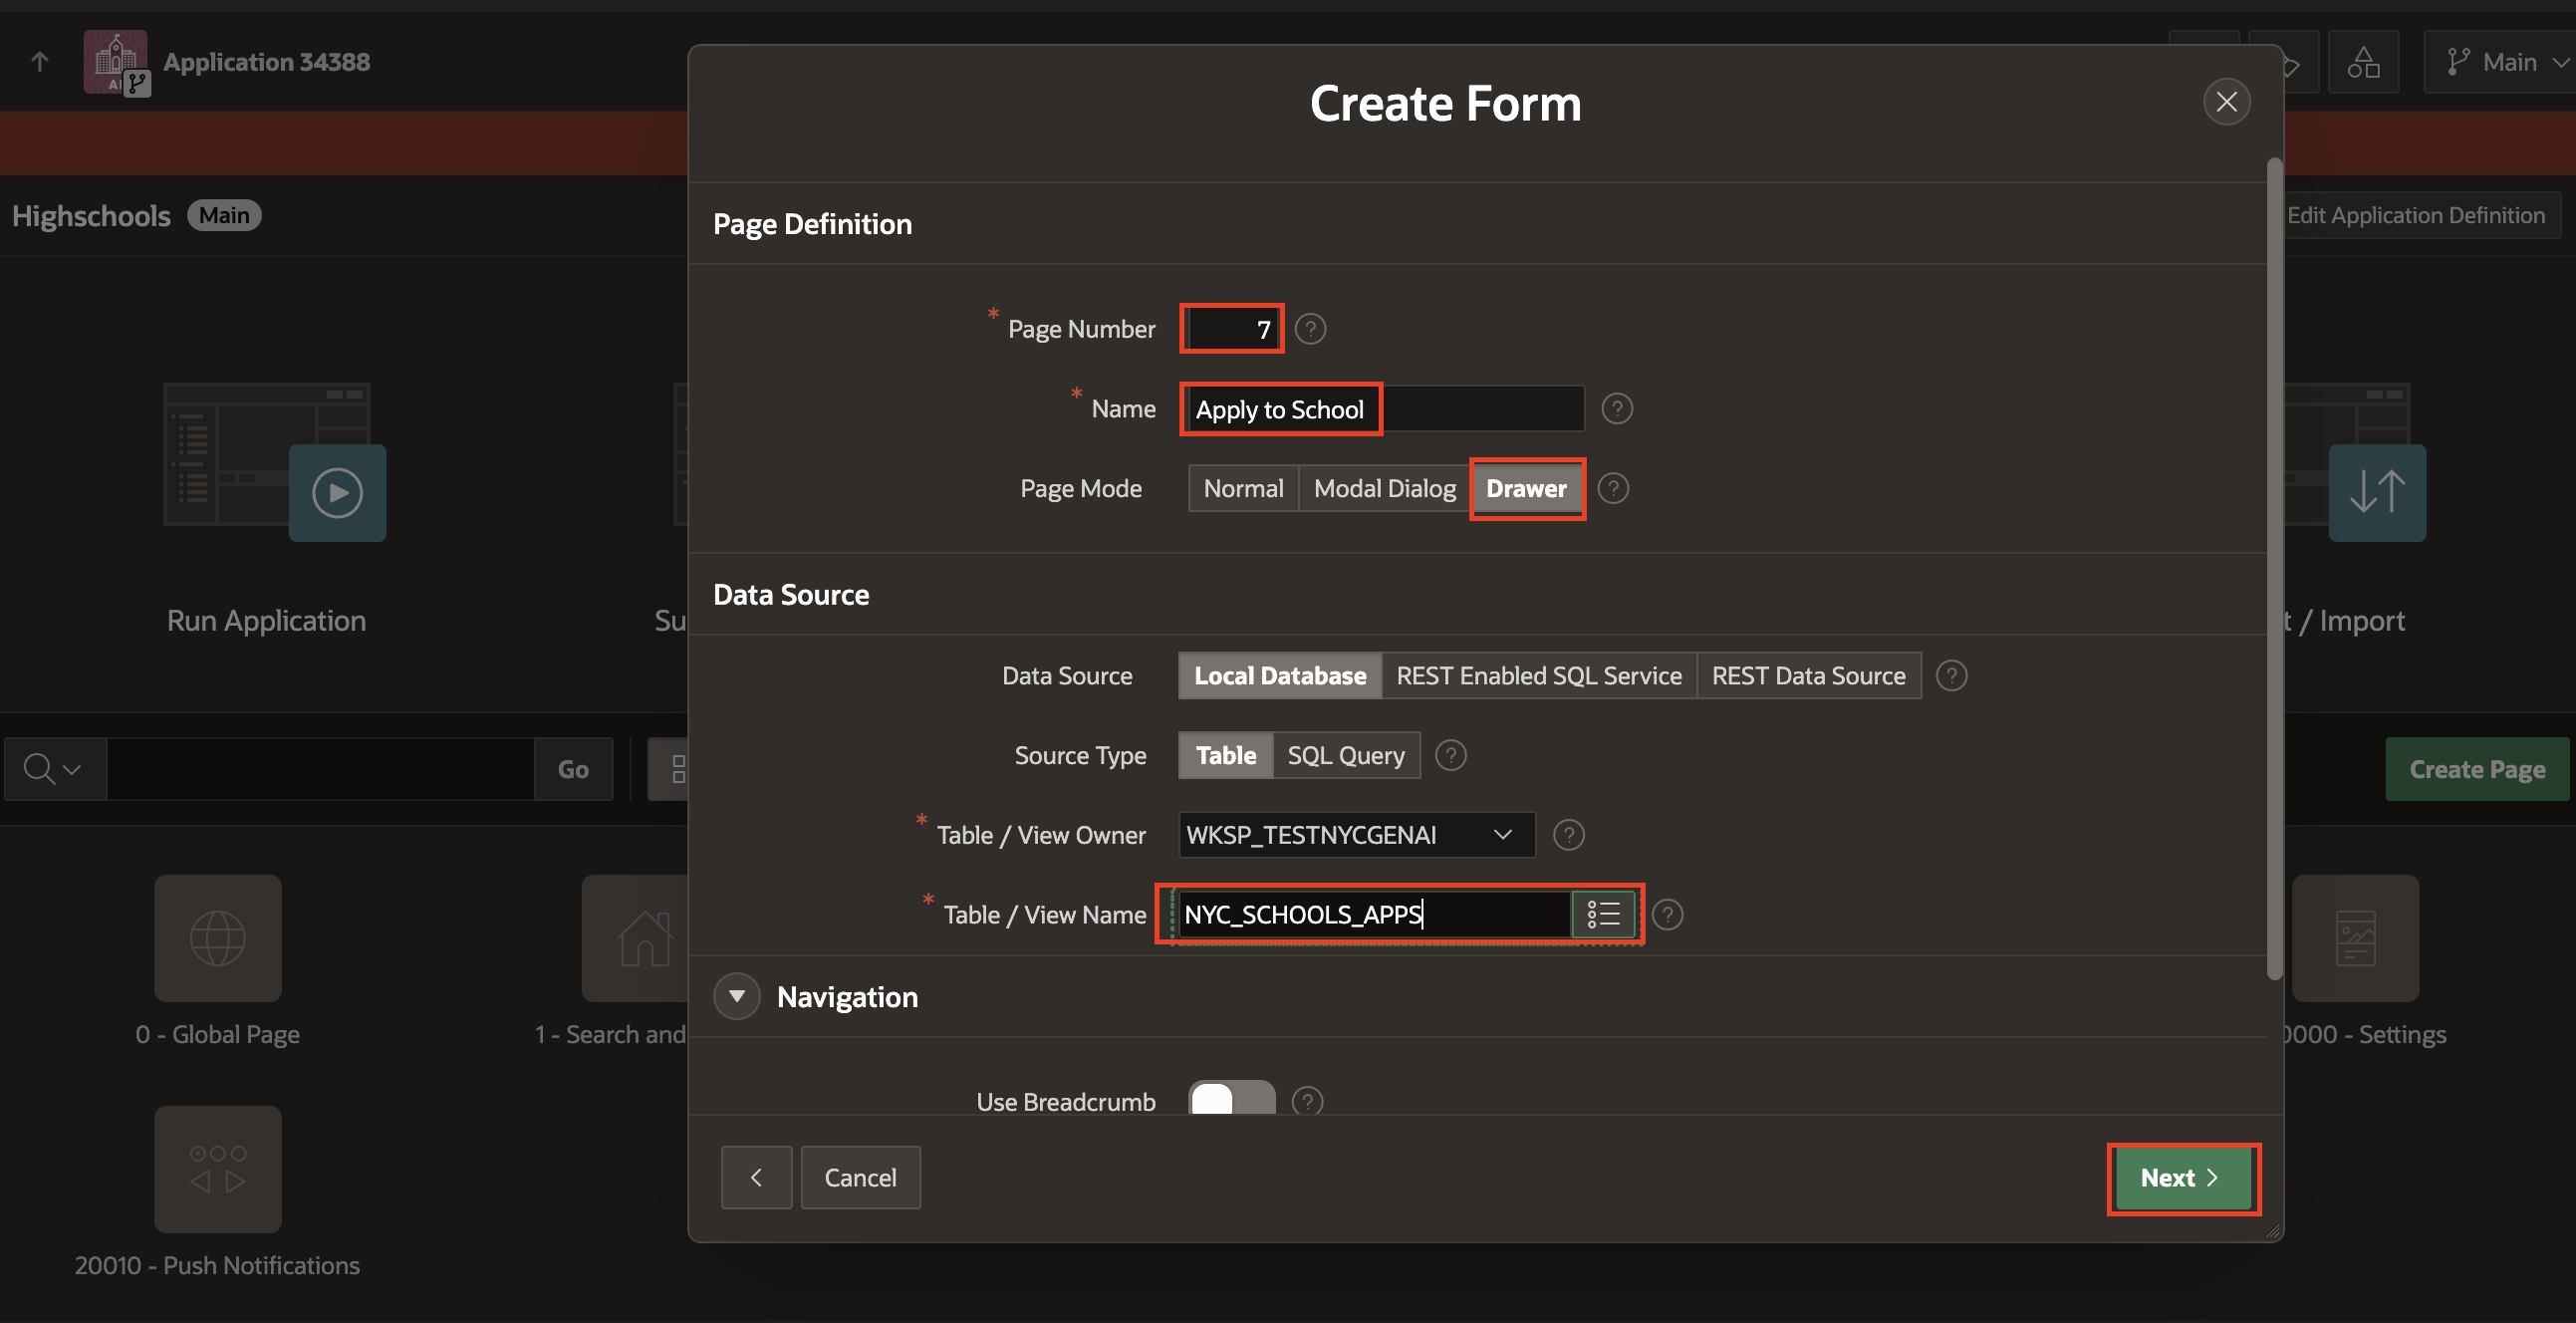 Application 34388
Main
Create Form
Highschools Main
Edit Application Definition
Page Definition
* Page Number 7
* Name Apply to School
Page Mode Normal Modal Dialog Drawer
Run Application
Su
t / Import
Data Source
Data Source Local Database REST Enabled SQL Service REST Data Source
Source Type Table SQL Query
* Table / View Owner WKSP_TESTNYCGENAI
* Table / View Name NYC_SCHOOLS_APPS
Go
Create Page
Navigation
0 - Global Page
1 - Search and
0000 - Settings
Use Breadcrumb
Cancel
Next
20010 - Push Notifications